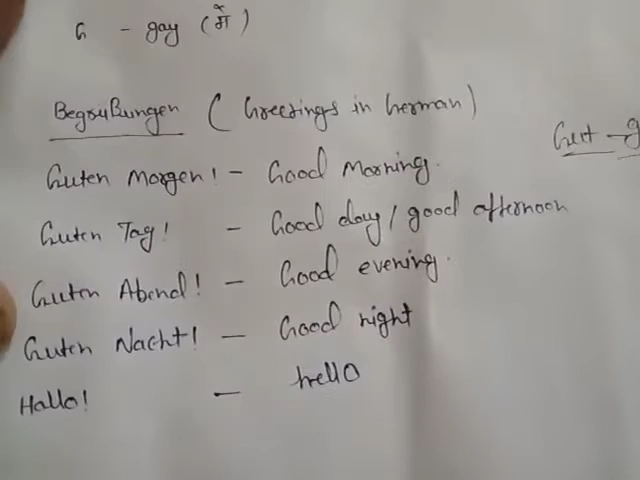 G - gay (गे)
Begrüßungen ( Greetings in German)
Gut - g
Guten Morgen! - Good Morning.
Guten Tag! - Good day / good afternoon
Guten Abend! - Good evening.
Guten Nacht! - Good night
Hallo! - hello